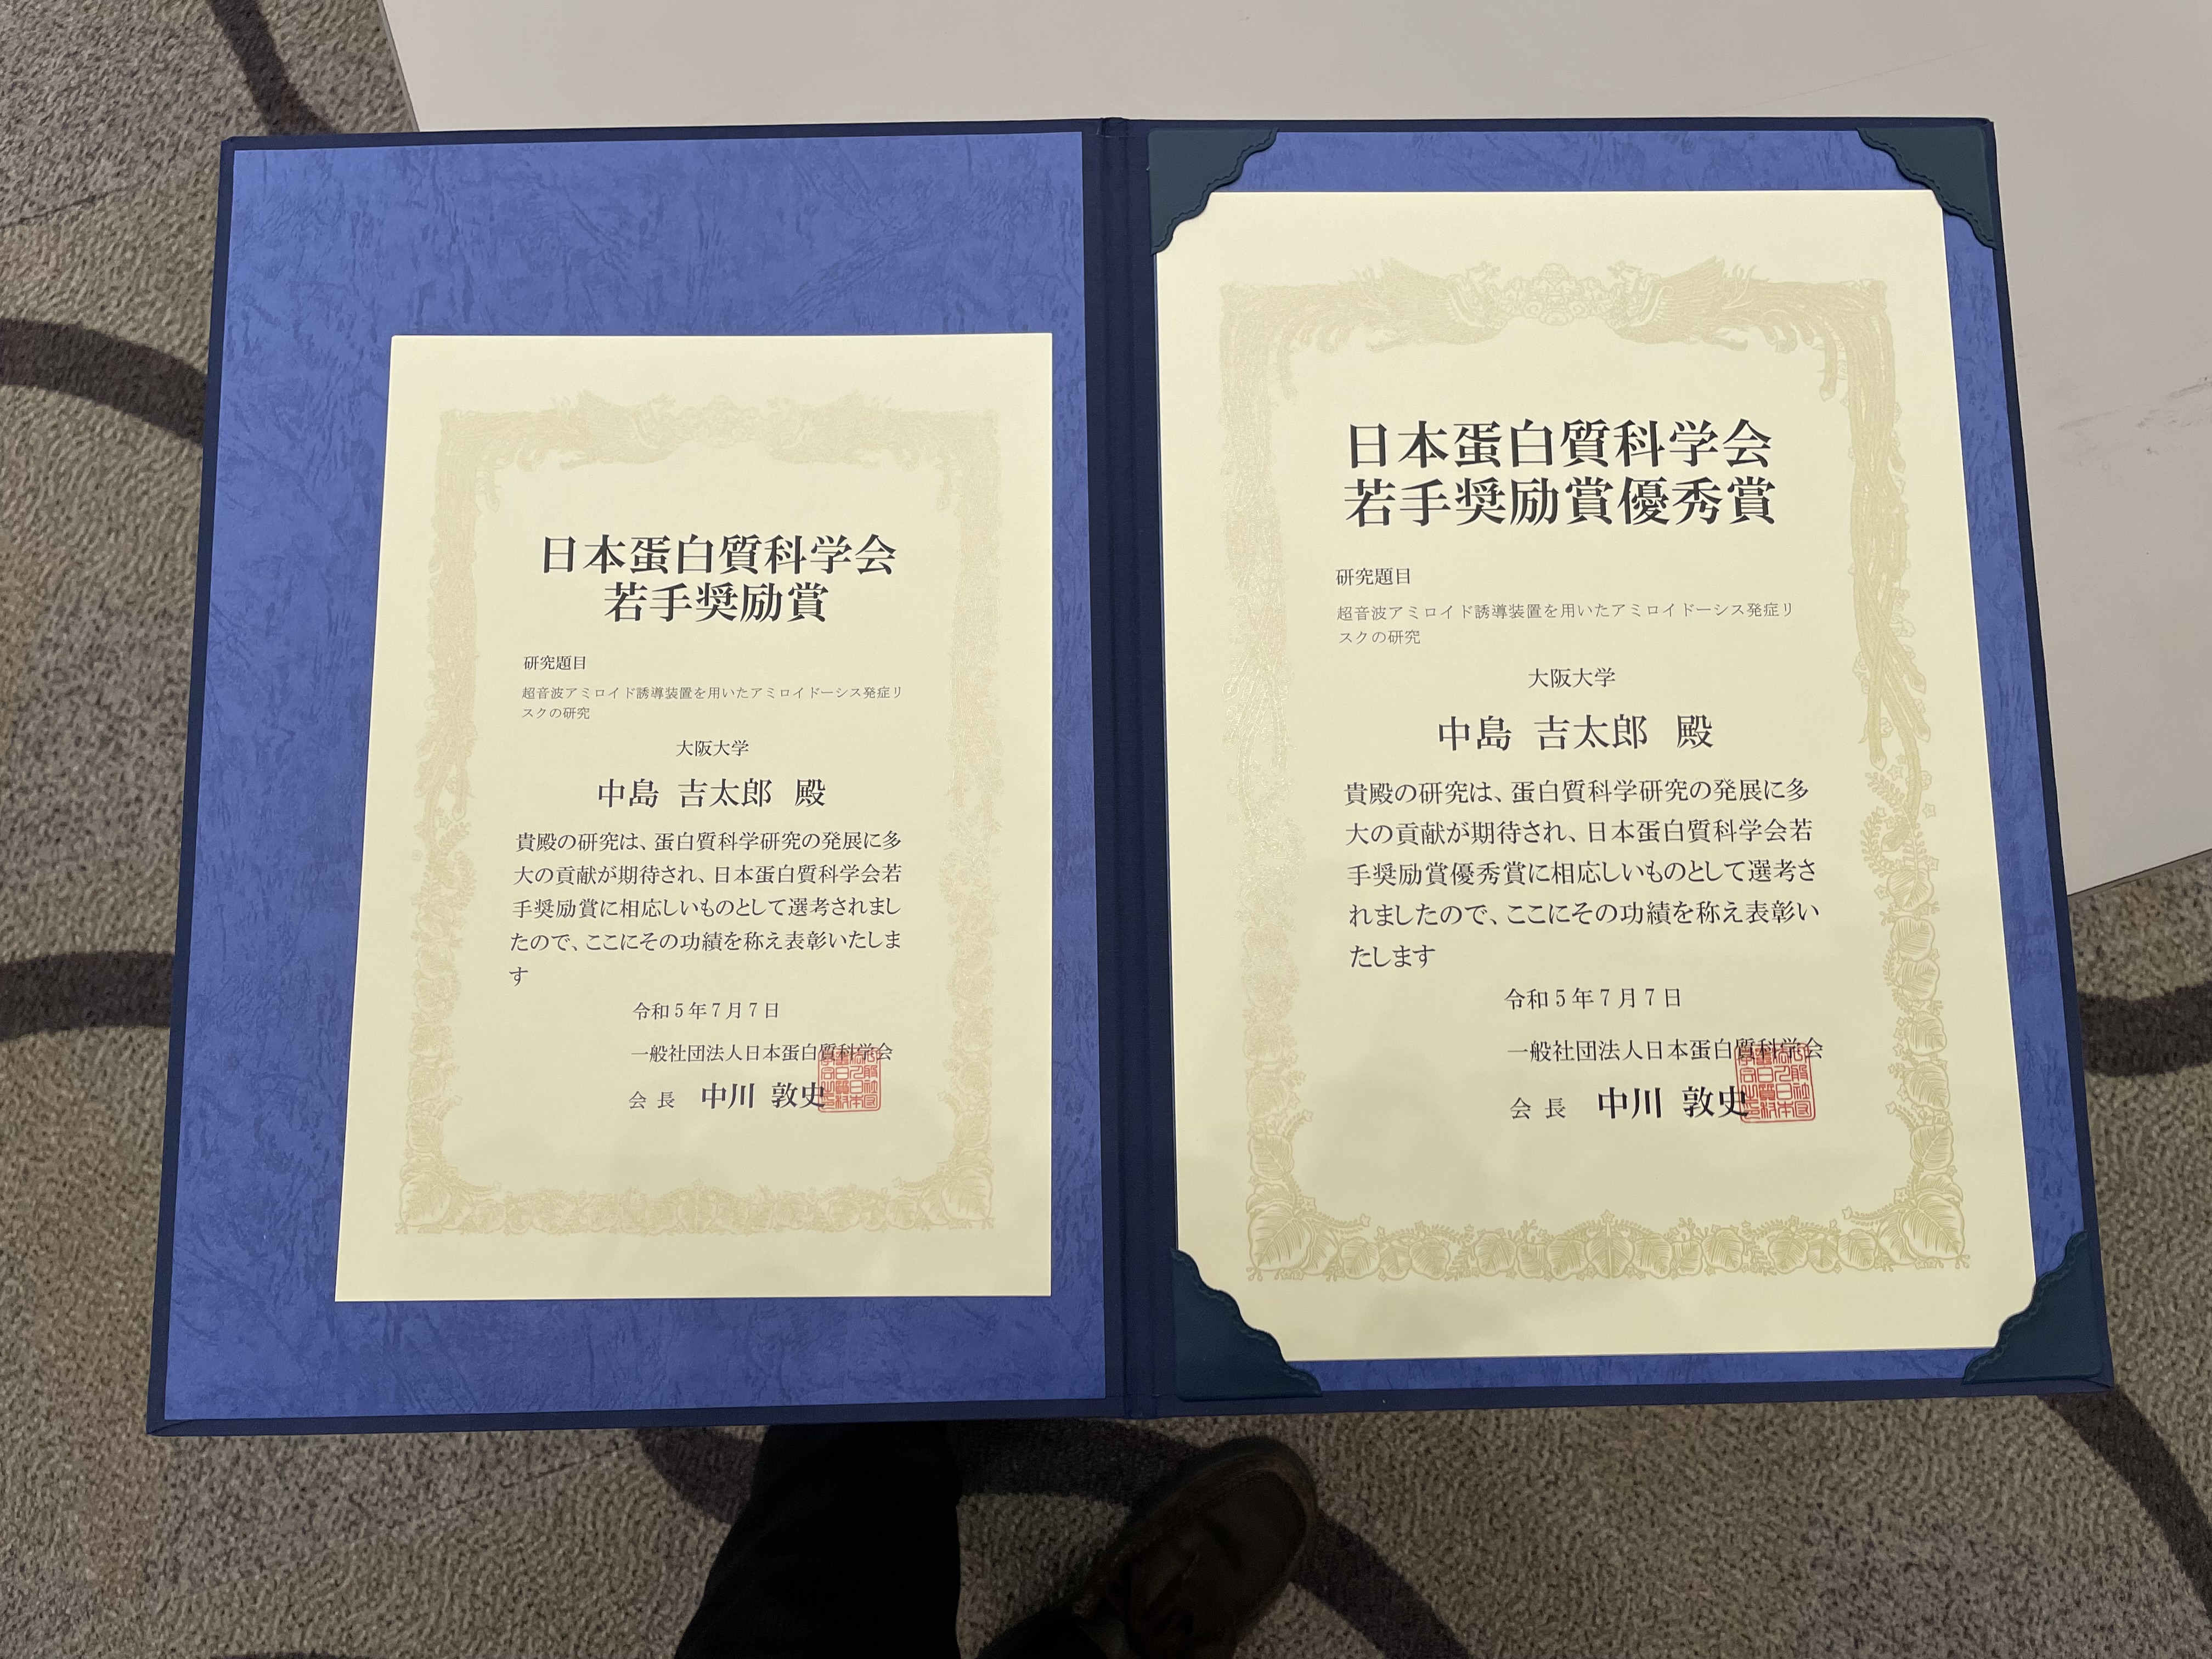 日本蛋白質科学会
若手奨励賞
研究題目
超音波アミロイド誘導装置を用いたアミロイドーシス発症リ
スクの研究
大阪大学
中島 吉太郎 殿
貴殿の研究は、蛋白質科学研究の発展に多
大の貢献が期待され、日本蛋白質科学会若
手奨励賞に相応しいものとして選考されまし
たので、ここにその功績を称え表彰いたしま
す
令和5年7月7日
一般社団法人日本蛋白質科学会
会長 中川 敦史
日本蛋白質科学会
若手奨励賞優秀賞
研究題目
超音波アミロイド誘導装置を用いたアミロイドーシス発症リ
スクの研究
大阪大学
中島 吉太郎 殿
貴殿の研究は、蛋白質科学研究の発展に多
大の貢献が期待され、日本蛋白質科学会若
手奨励賞優秀賞に相応しいものとして選考さ
れましたので、ここにその功績を称え表彰い
たします
令和5年7月7日
一般社団法人日本蛋白質科学会
会長 中川 敦史